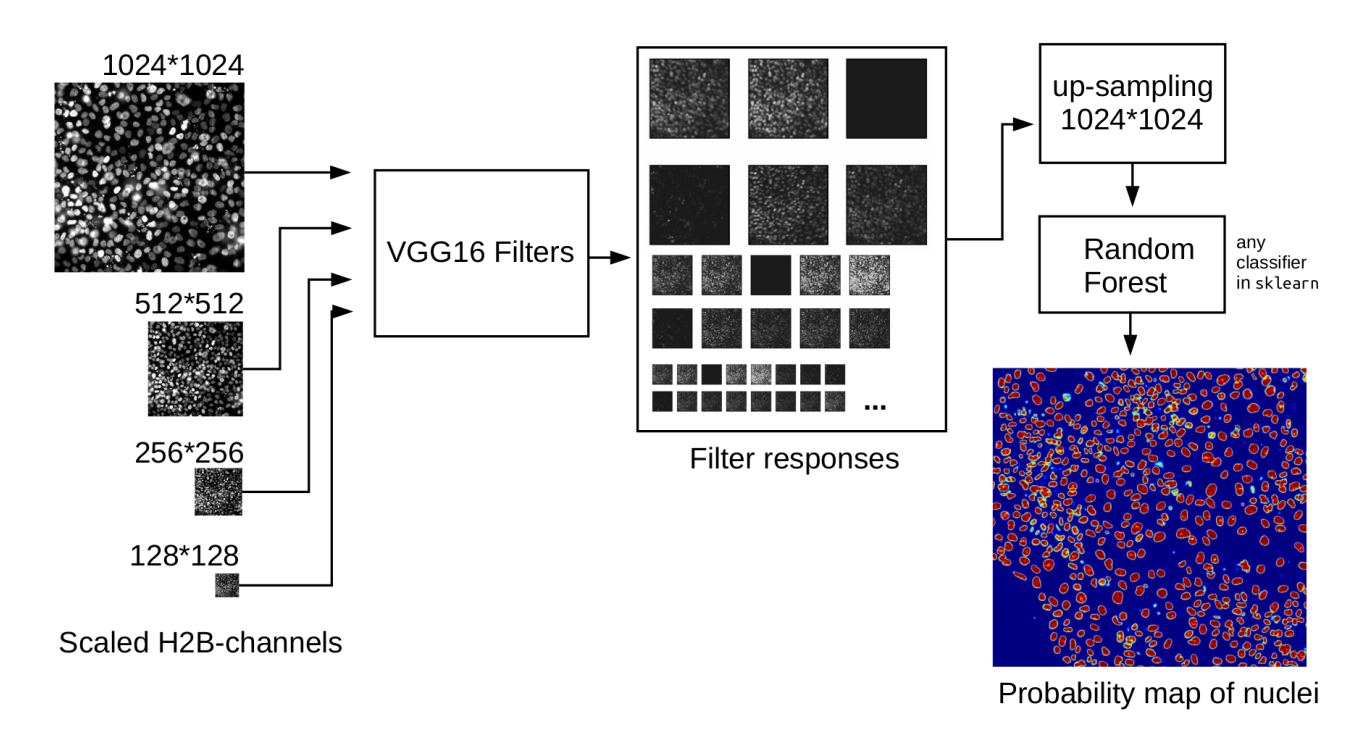 1024*1024
512*512
256*256
128*128
Scaled H2B-channels
VGG16 Filters
...
Filter responses
up-sampling
1024*1024
Random
Forest
any
classifier
in sklearn
Probability map of nuclei